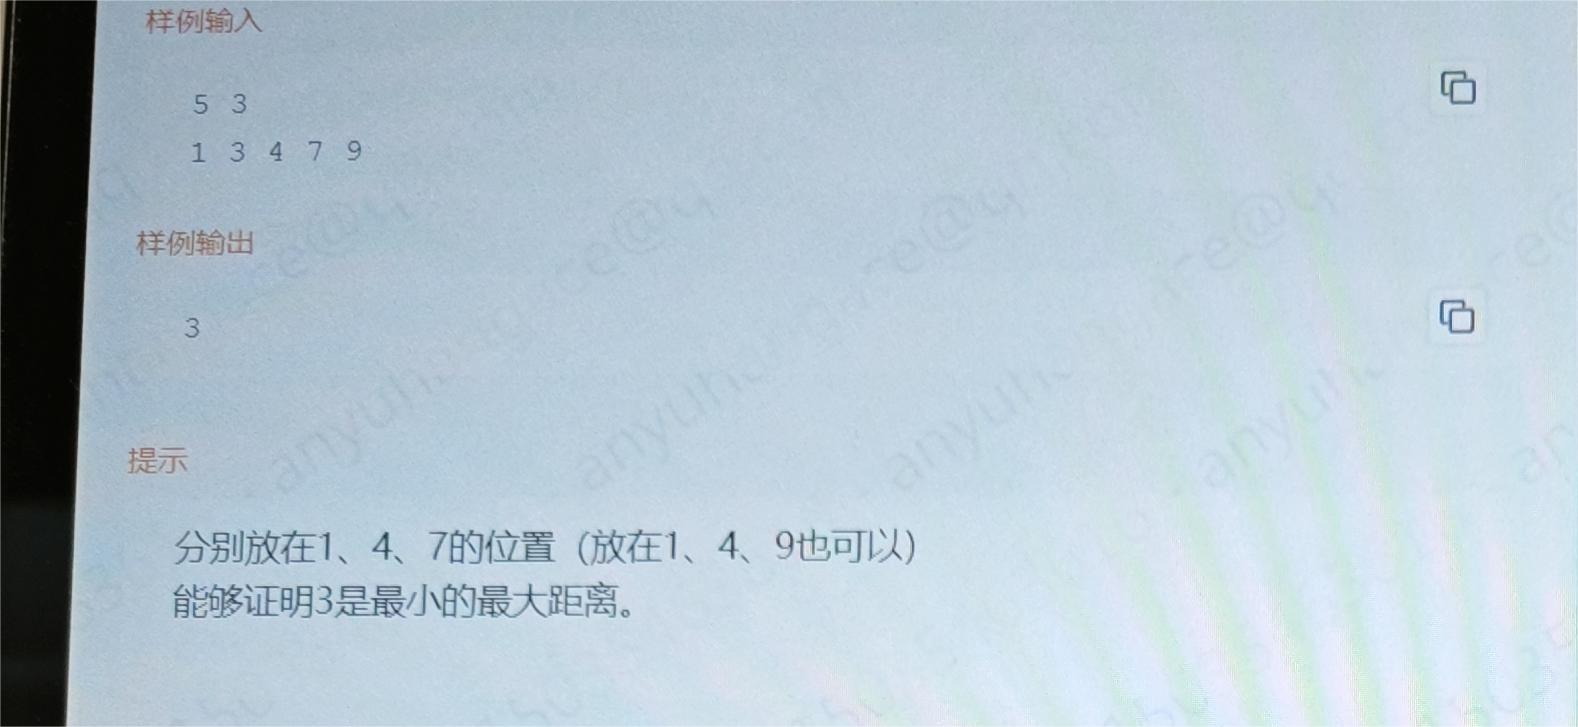 样例输入
5 3
1 3 4 7 9
样例输出
3
提示
分别放在1、4、7的位置（放在1、4、9也可以）
能够证明3是最小的最大距离。